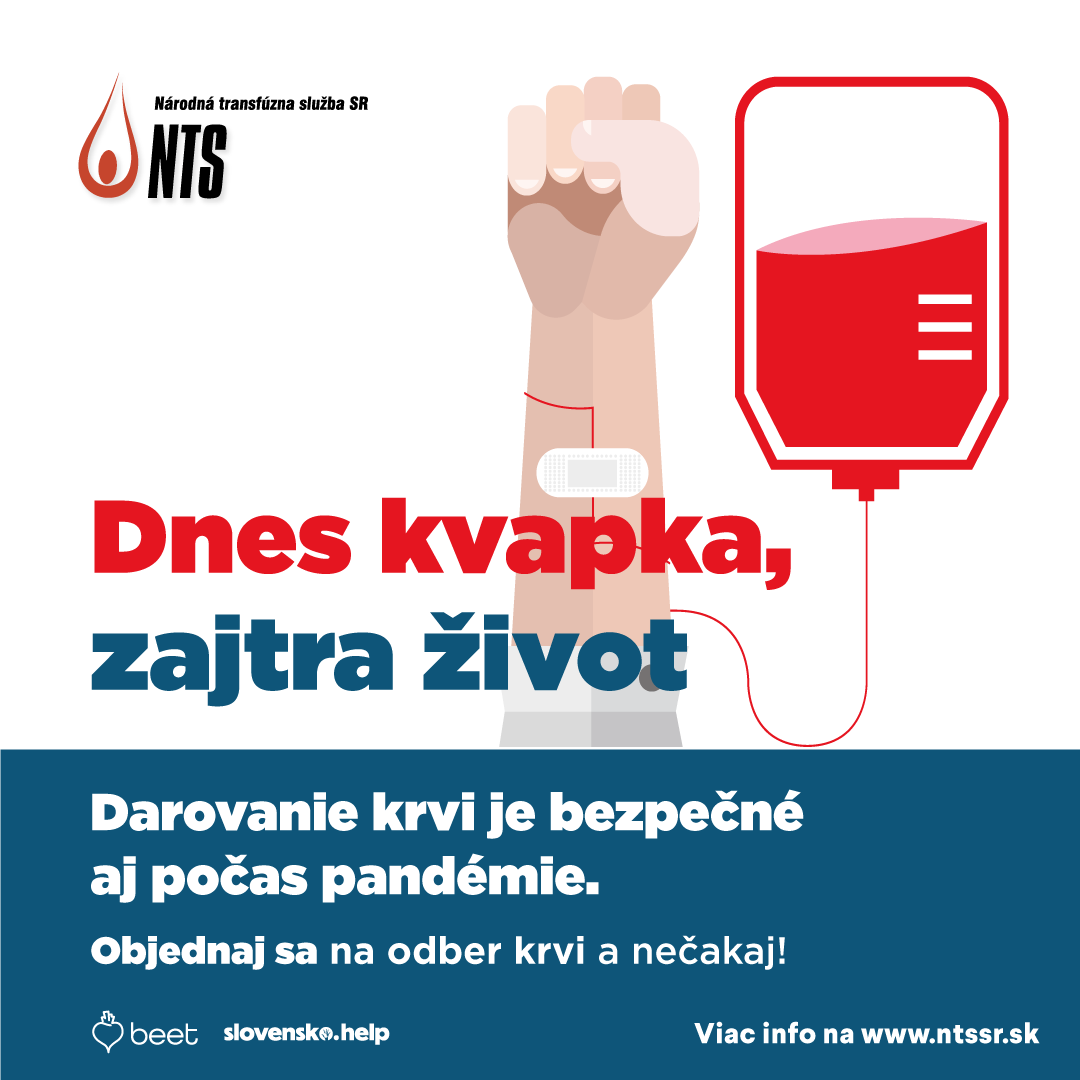 Národná transfúzna služba SR
NTS
Dnes kvapka,
zajtra život
Darovanie krvi je bezpečné
aj počas pandémie.
Objednaj sa na odber krvi a nečakaj!
beet
slovensko.help
Viac info na www.ntssr.sk